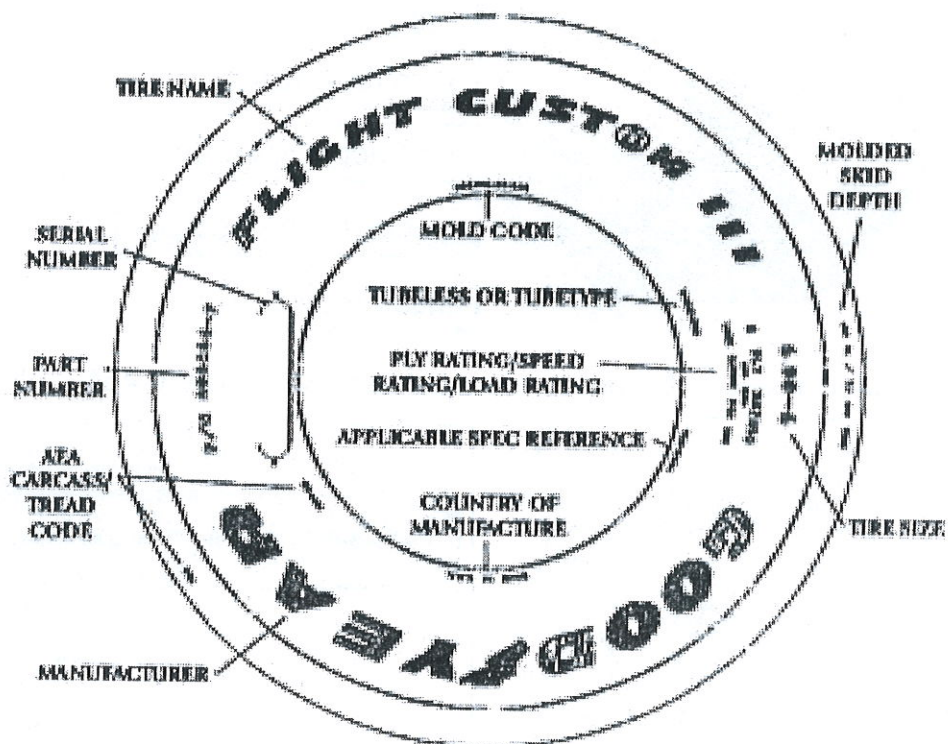 TIRE NAME
FLIGHT CUSTOM III
MOLDED
SKID
DEPTH
MOLD CODE
SERIAL
NUMBER
TUBELESS OR TUBETYPE
PART
NUMBER
PLY RATING/SPEED
RATING/LOAD RATING
APPLICABLE SPEC REFERENCE
AEA
CARCASS/
TREAD
CODE
COUNTRY OF
MANUFACTURE
TIRE SIZE
GOODYEAR
MANUFACTURER